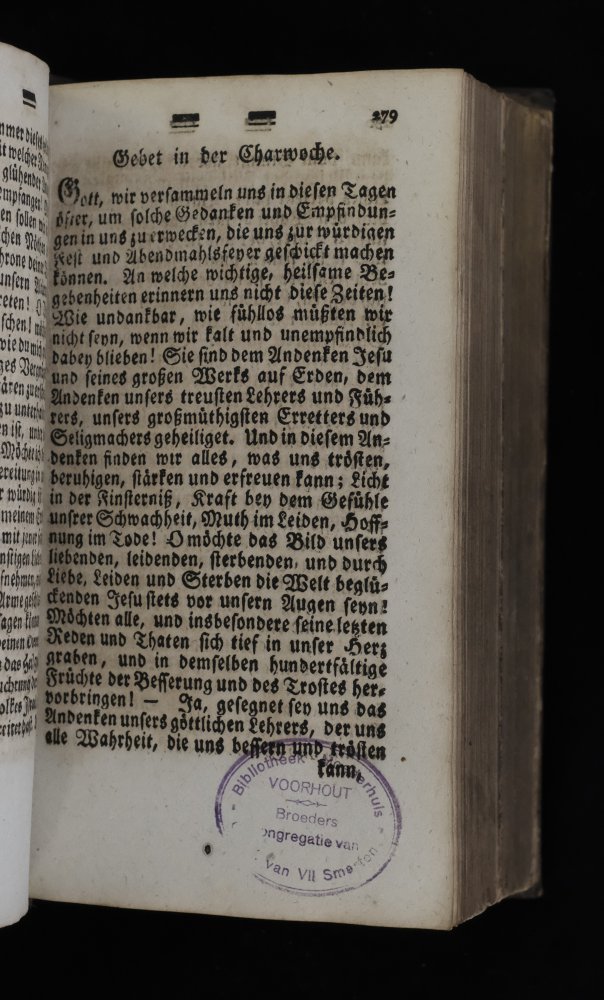 279
Gebet in der Charwoche.
Gott, wir versammeln uns in diesen Tagen
öfter, um solche Gedanken und Empfindun-
gen in uns zu erwecken, die uns zur würdigen
Fest und Abendmahlsfeyer geschickt machen
können. An welche wichtige, heilsame Be-
gebenheiten erinnern uns nicht diese Zeiten!
Wie undankbar, wie fühllos müßten wir
nicht seyn, wenn wir kalt und unempfindlich
dabey blieben! Sie sind dem Andenken Jesu
und seines großen Werks auf Erden, dem
Andenken unsers treusten Lehrers und Füh-
rers, unsers großmüthigsten Erretters und
Seligmachers geheiliget. Und in diesem An-
denken finden wir alles, was uns trösten,
beruhigen, stärken und erfreuen kann; Licht
in der Finsterniß, Kraft bey dem Gefühle
unsrer Schwachheit, Muth im Leiden, Hoff-
nung im Tode! O möchte das Bild unsers
liebenden, leidenden, sterbenden, und durch
Liebe, Leiden und Sterben die Welt beglü-
ckenden Jesu stets vor unsern Augen seyn!
Möchten alle, und insbesondere seine letzten
Reden und Thaten sich tief in unser Herz
graben, und in demselben hundertfältige
Früchte der Besserung und des Trostes her-
vorbringen! — Ja, gesegnet sey uns das
Andenken unsers göttlichen Lehrers, der uns
alle Wahrheit, die uns bessern und trösten
kann,
Bibliotheek
VOORHOUT
Broeders
van VII Smarten